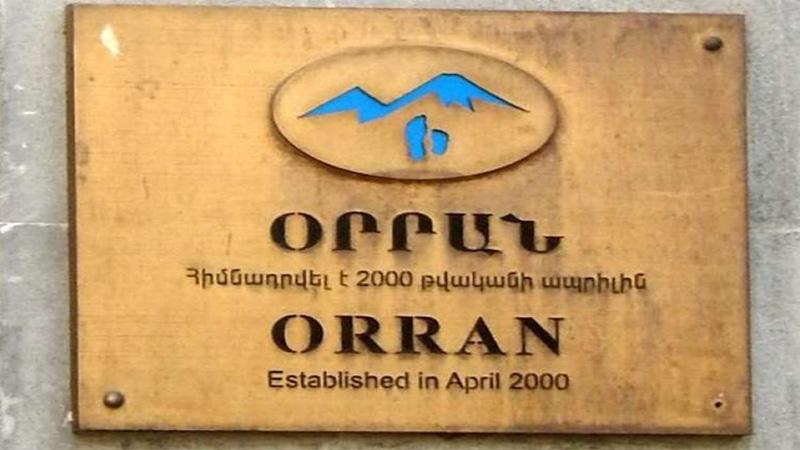 ՕՐՐԱՆ
Հիմնադրվել է 2000 թվականի ապրիլին
ORRAN
Established in April 2000